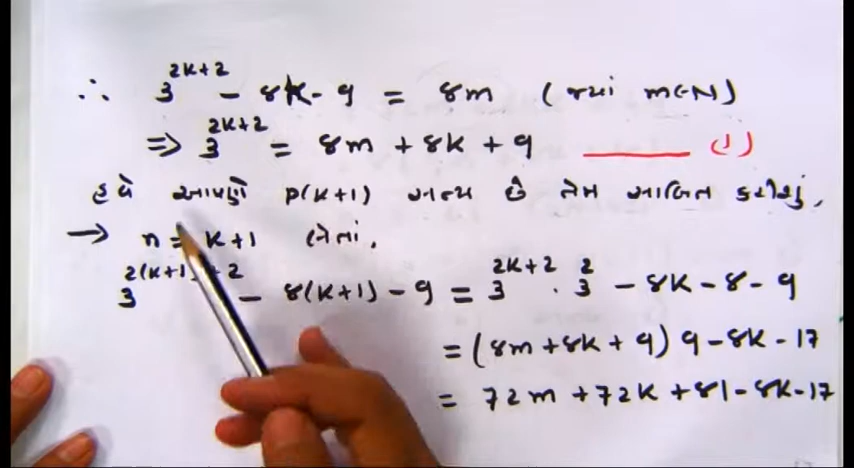 ∴ 3^{2k+2} - 8k - 9 = 8m (જ્યાં m∈N)
⇒ 3^{2k+2} = 8m + 8k + 9 ______ (1)
હવે આપણે P(k+1) સત્ય છે તેમ સાબિત કરીશું,
→ n = k+1 લેતાં,
3^{2(k+1)+2} - 8(k+1) - 9 = 3^{2k+2} . 3^{2} - 8k - 8 - 9
= (8m + 8k + 9) 9 - 8k - 17
= 72m + 72k + 81 - 8k - 17